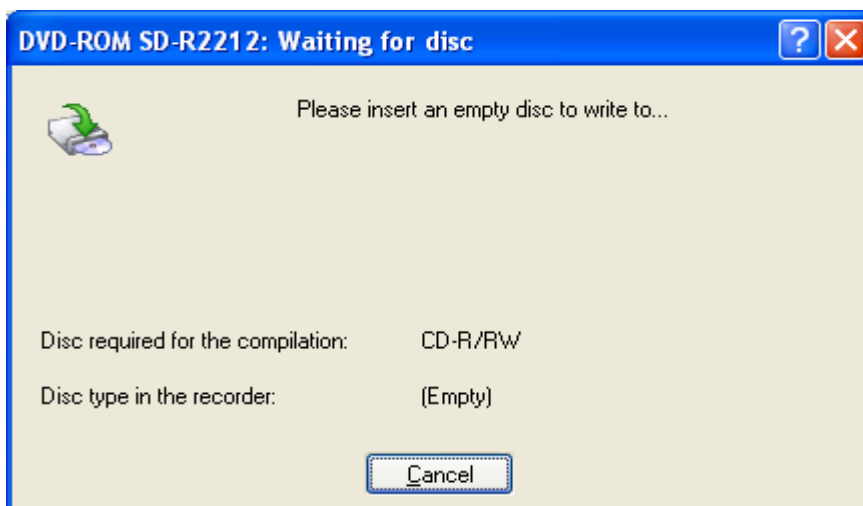 DVD-ROM SD-R2212: Waiting for disc
Please insert an empty disc to write to...
Disc required for the compilation: CD-R/RW
Disc type in the recorder: (Empty)
Cancel